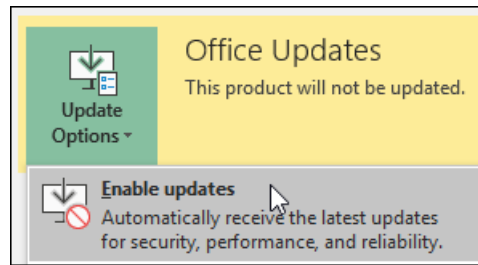 Office Updates
This product will not be updated.
Update
Options
Enable updates
Automatically receive the latest updates
for security, performance, and reliability.